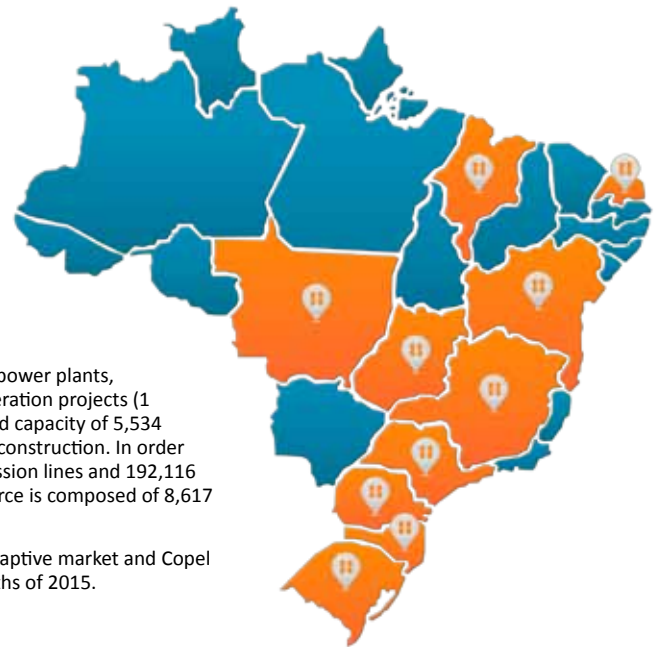 power plants,
eration projects (1
d capacity of 5,534
construction. In order
ssion lines and 192,116
rce is composed of 8,617
aptive market and Copel
ths of 2015.